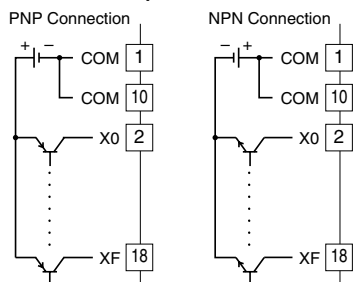 PNP Connection
+ − COM 1
COM 10
X0 2
XF 18
NPN Connection
− + COM 1
COM 10
X0 2
XF 18